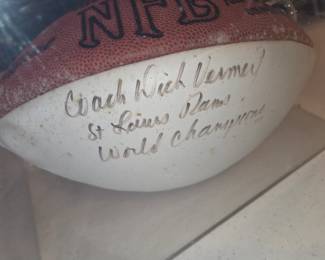 NFL
Coach Dick Vermeil
St Louis Rams
World Champions